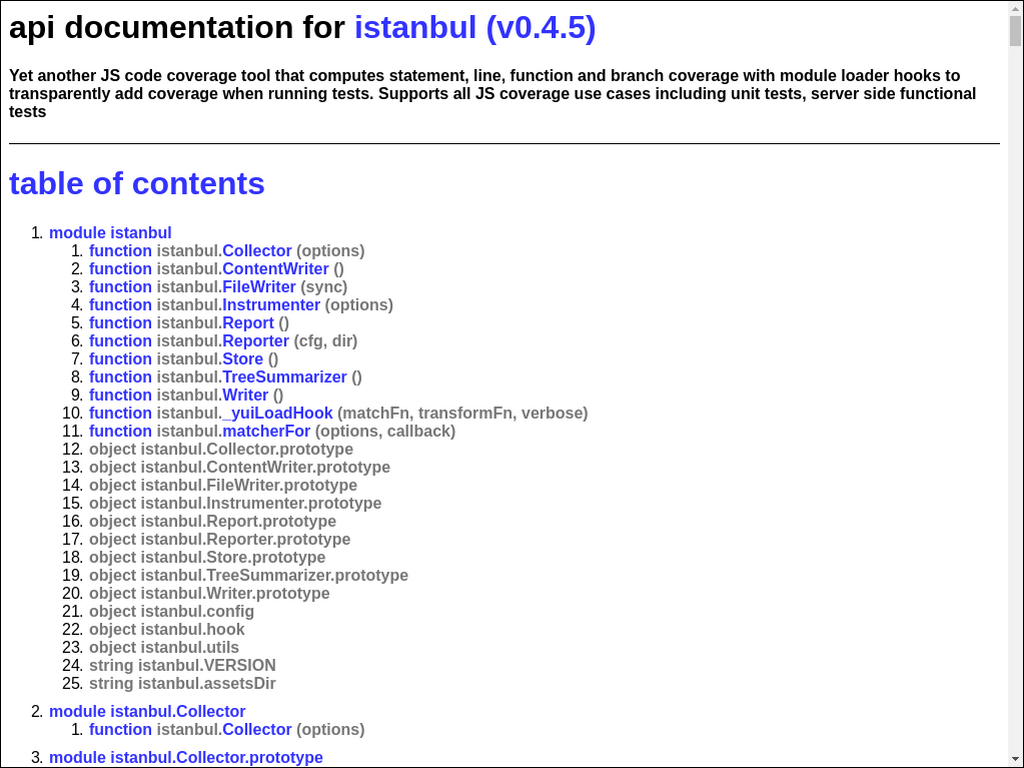 api documentation for istanbul (v0.4.5)
Yet another JS code coverage tool that computes statement, line, function and branch coverage with module loader hooks to
transparently add coverage when running tests. Supports all JS coverage use cases including unit tests, server side functional
tests
table of contents
1. module istanbul
1. function istanbul.Collector (options)
2. function istanbul.ContentWriter ()
3. function istanbul.FileWriter (sync)
4. function istanbul.Instrumenter (options)
5. function istanbul.Report ()
6. function istanbul.Reporter (cfg, dir)
7. function istanbul.Store ()
8. function istanbul.TreeSummarizer ()
9. function istanbul.Writer ()
10. function istanbul._yuiLoadHook (matchFn, transformFn, verbose)
11. function istanbul.matcherFor (options, callback)
12. object istanbul.Collector.prototype
13. object istanbul.ContentWriter.prototype
14. object istanbul.FileWriter.prototype
15. object istanbul.Instrumenter.prototype
16. object istanbul.Report.prototype
17. object istanbul.Reporter.prototype
18. object istanbul.Store.prototype
19. object istanbul.TreeSummarizer.prototype
20. object istanbul.Writer.prototype
21. object istanbul.config
22. object istanbul.hook
23. object istanbul.utils
24. string istanbul.VERSION
25. string istanbul.assetsDir
2. module istanbul.Collector
1. function istanbul.Collector (options)
3. module istanbul.Collector.prototype